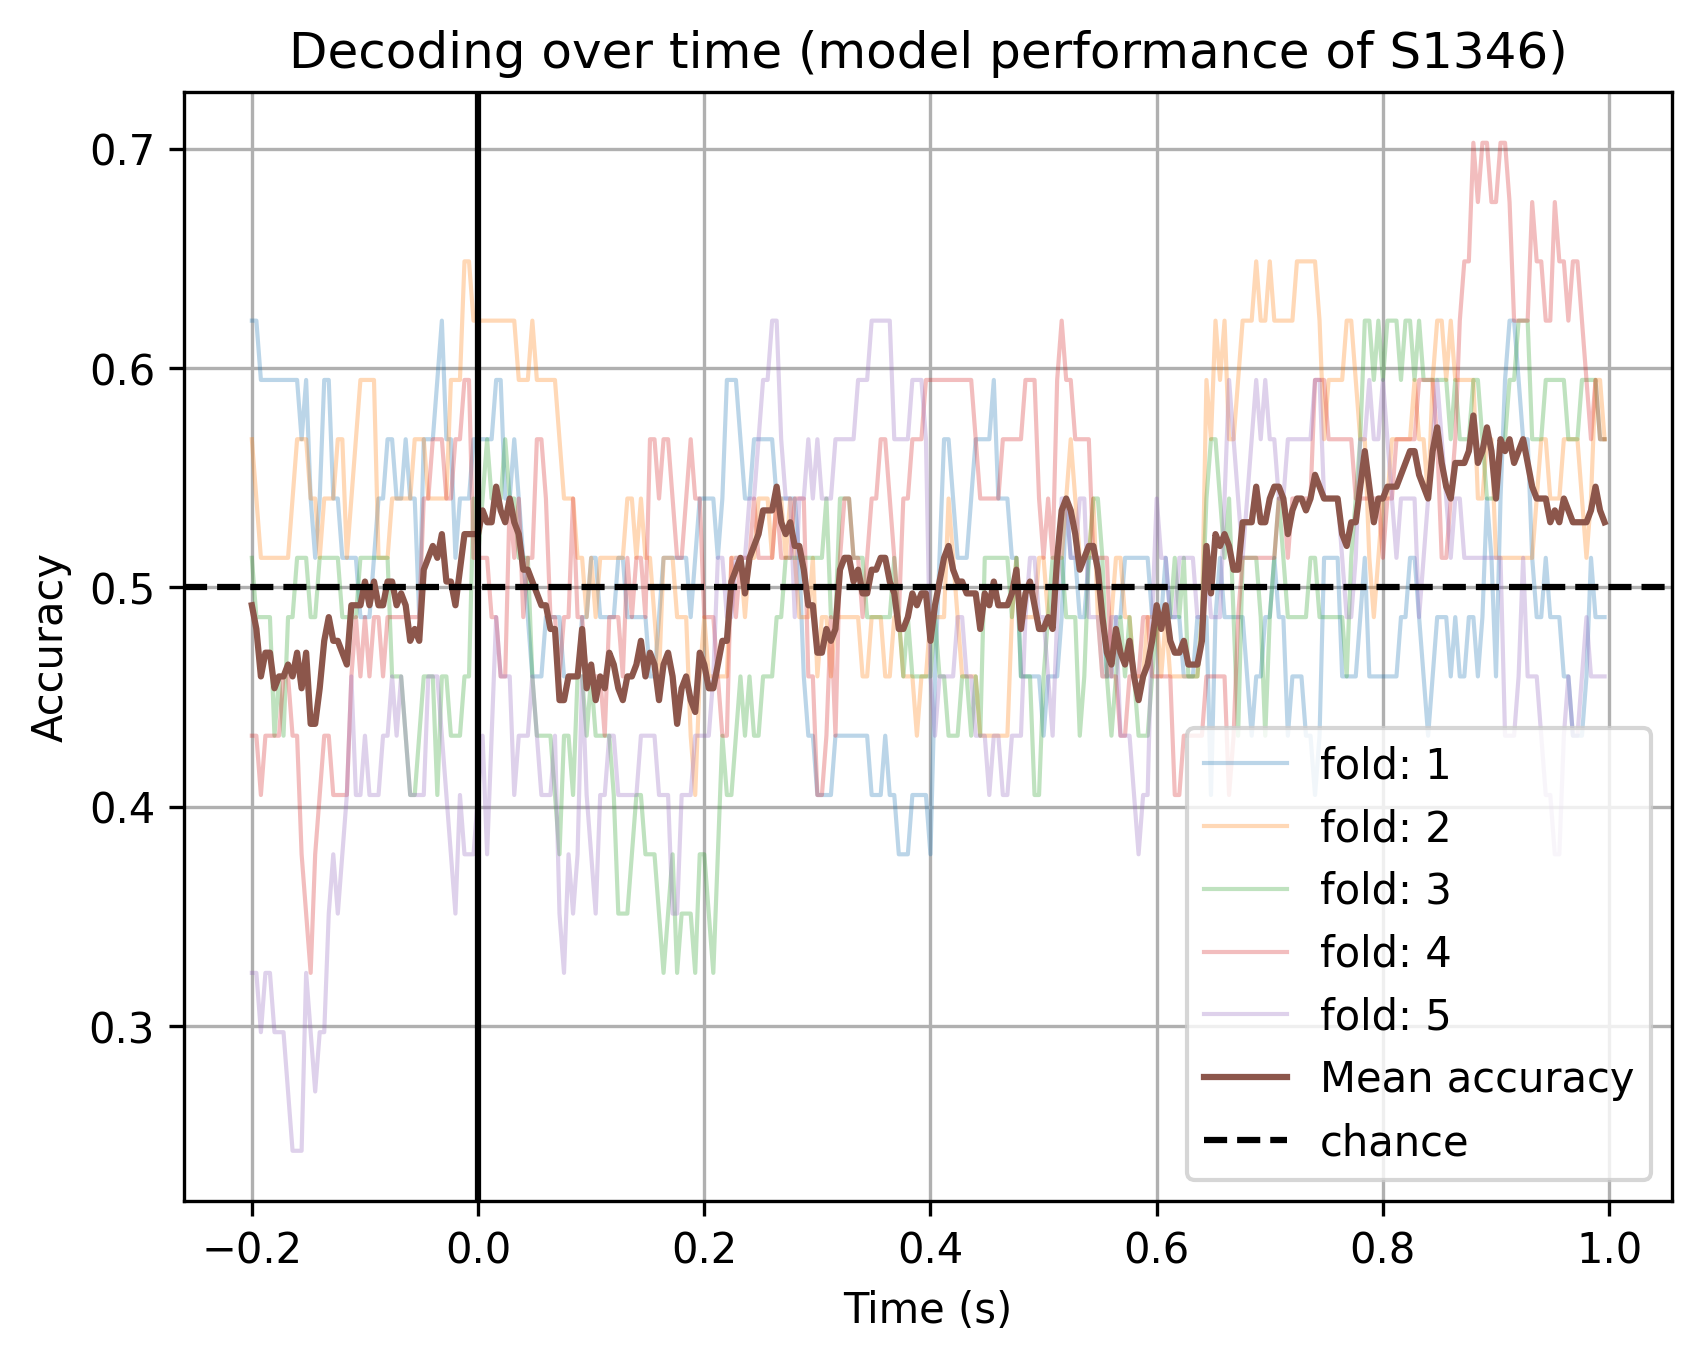 Decoding over time (model performance of S1346)
Accuracy
0.7
0.6
0.5
0.4
0.3
fold: 1
fold: 2
fold: 3
fold: 4
fold: 5
Mean accuracy
chance
−0.2 0.0 0.2 0.4 0.6 0.8 1.0
Time (s)